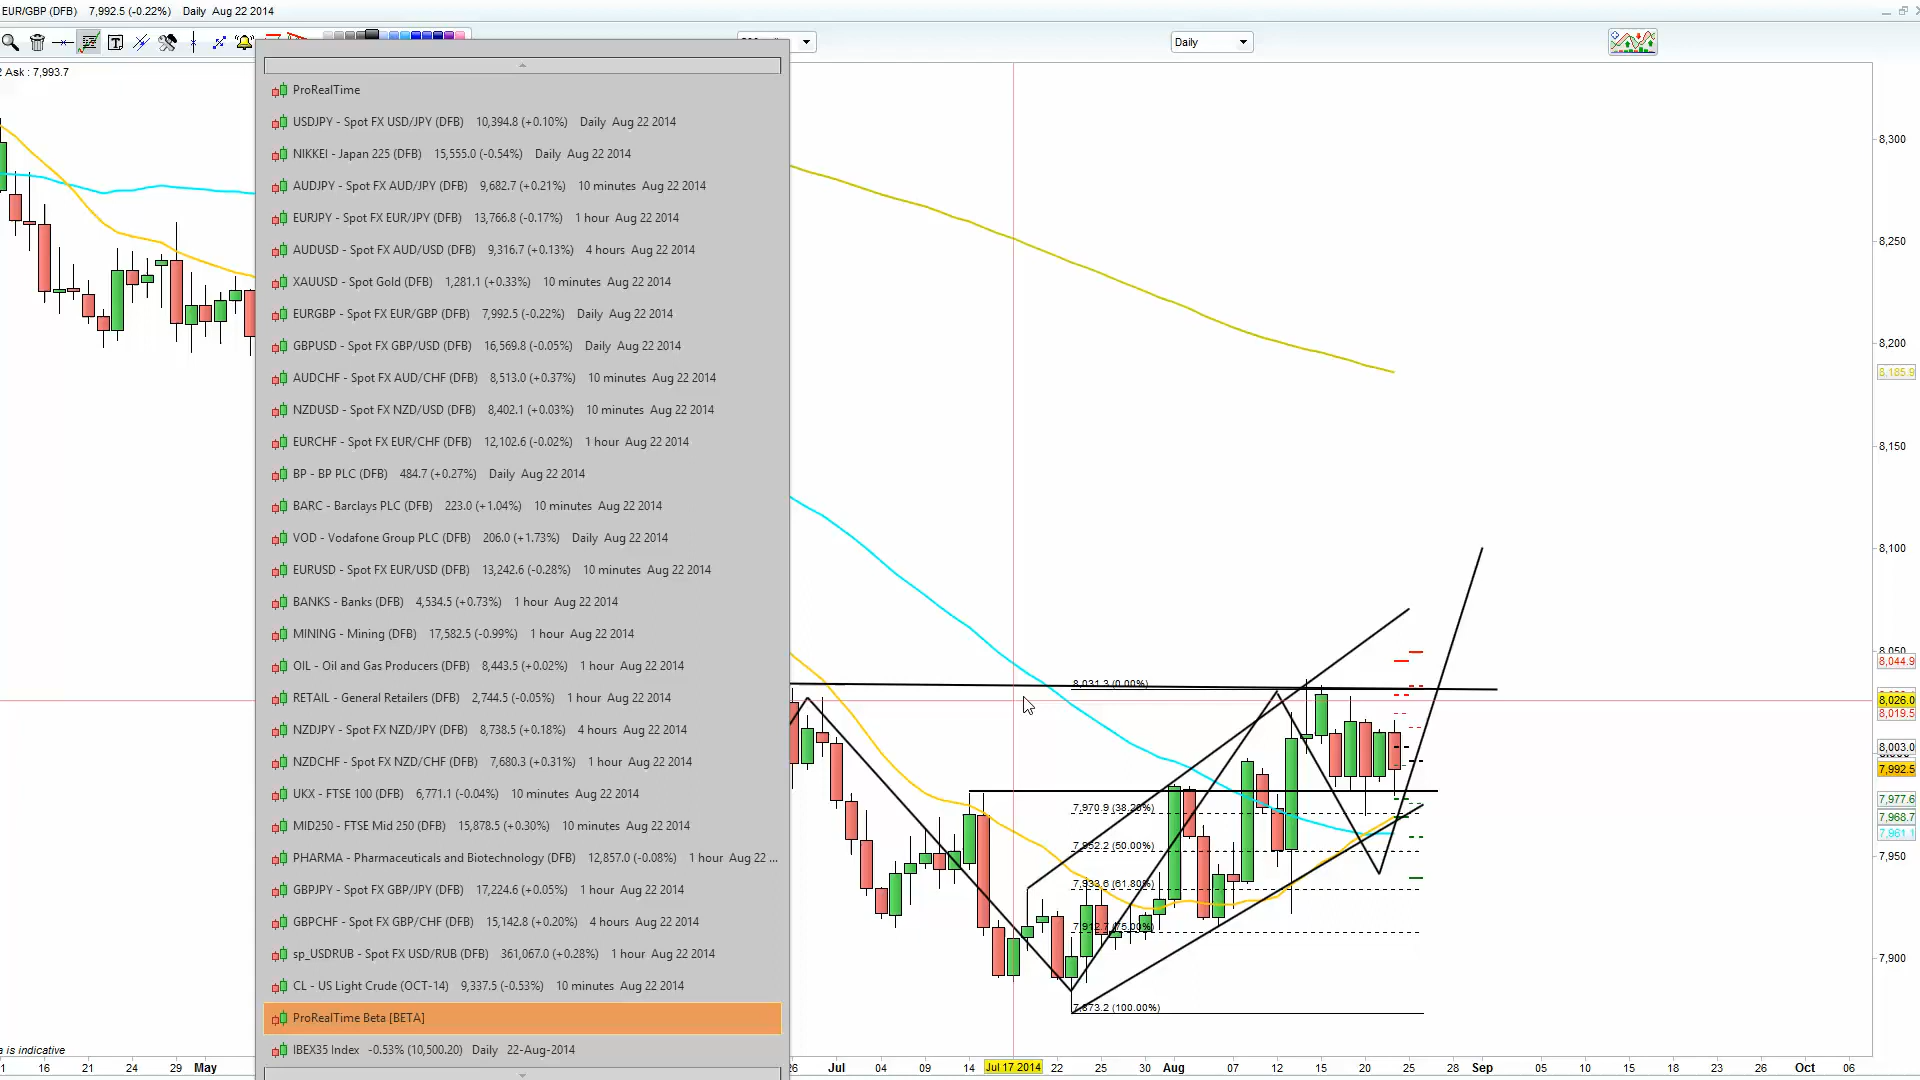 EUR/GBP (DFB) 7,992.5 (-0.22%) Daily Aug 22 2014
Daily
2 Ask : 7,993.7
ProRealTime
USDJPY - Spot FX USD/JPY (DFB) 10,394.8 (+0.10%) Daily Aug 22 2014
NIKKEI - Japan 225 (DFB) 15,555.0 (-0.54%) Daily Aug 22 2014
AUDJPY - Spot FX AUD/JPY (DFB) 9,682.7 (+0.21%) 10 minutes Aug 22 2014
EURJPY - Spot FX EUR/JPY (DFB) 13,766.8 (-0.17%) 1 hour Aug 22 2014
AUDUSD - Spot FX AUD/USD (DFB) 9,316.7 (+0.13%) 4 hours Aug 22 2014
XAUUSD - Spot Gold (DFB) 1,281.1 (+0.33%) 10 minutes Aug 22 2014
EURGBP - Spot FX EUR/GBP (DFB) 7,992.5 (-0.22%) Daily Aug 22 2014
GBPUSD - Spot FX GBP/USD (DFB) 16,569.8 (-0.05%) Daily Aug 22 2014
AUDCHF - Spot FX AUD/CHF (DFB) 8,513.0 (+0.37%) 10 minutes Aug 22 2014
NZDUSD - Spot FX NZD/USD (DFB) 8,402.1 (+0.03%) 10 minutes Aug 22 2014
EURCHF - Spot FX EUR/CHF (DFB) 12,102.6 (-0.02%) 1 hour Aug 22 2014
BP - BP PLC (DFB) 484.7 (+0.27%) Daily Aug 22 2014
BARC - Barclays PLC (DFB) 223.0 (+1.04%) 10 minutes Aug 22 2014
VOD - Vodafone Group PLC (DFB) 206.0 (+1.73%) Daily Aug 22 2014
EURUSD - Spot FX EUR/USD (DFB) 13,242.6 (-0.28%) 10 minutes Aug 22 2014
BANKS - Banks (DFB) 4,534.5 (+0.73%) 1 hour Aug 22 2014
MINING - Mining (DFB) 17,582.5 (-0.99%) 1 hour Aug 22 2014
OIL - Oil and Gas Producers (DFB) 8,443.5 (+0.02%) 1 hour Aug 22 2014
RETAIL - General Retailers (DFB) 2,744.5 (-0.05%) 1 hour Aug 22 2014
NZDJPY - Spot FX NZD/JPY (DFB) 8,738.5 (+0.18%) 4 hours Aug 22 2014
NZDCHF - Spot FX NZD/CHF (DFB) 7,680.3 (+0.31%) 1 hour Aug 22 2014
UKX - FTSE 100 (DFB) 6,771.1 (-0.04%) 10 minutes Aug 22 2014
MID250 - FTSE Mid 250 (DFB) 15,878.5 (+0.30%) 10 minutes Aug 22 2014
PHARMA - Pharmaceuticals and Biotechnology (DFB) 12,857.0 (-0.08%) 1 hour Aug 22 ...
GBPJPY - Spot FX GBP/JPY (DFB) 17,224.6 (+0.05%) 1 hour Aug 22 2014
GBPCHF - Spot FX GBP/CHF (DFB) 15,142.8 (+0.20%) 4 hours Aug 22 2014
sp_USDRUB - Spot FX USD/RUB (DFB) 361,067.0 (+0.28%) 1 hour Aug 22 2014
CL - US Light Crude (OCT-14) 9,337.5 (-0.53%) 10 minutes Aug 22 2014
ProRealTime Beta [BETA]
IBEX35 Index -0.53% (10,500.20) Daily 22-Aug-2014
8,031.3 (0.00%)
7,970.9 (38.20%)
7,952.2 (50.00%)
7,933.6 (61.80%)
7,912.7 (75.00%)
7,873.2 (100.00%)
8,300
8,250
8,200
8,185.9
8,150
8,100
8,050
8,044.9
8,026.0
8,019.5
8,003.0
7,992.5
7,977.6
7,968.7
7,961.1
7,950
7,900
a is indicative
1 16 21 24 29 May 26 Jul 04 09 14 Jul 17 2014 22 25 30 Aug 07 12 15 20 25 28 Sep 05 10 15 18 23 26 Oct 06